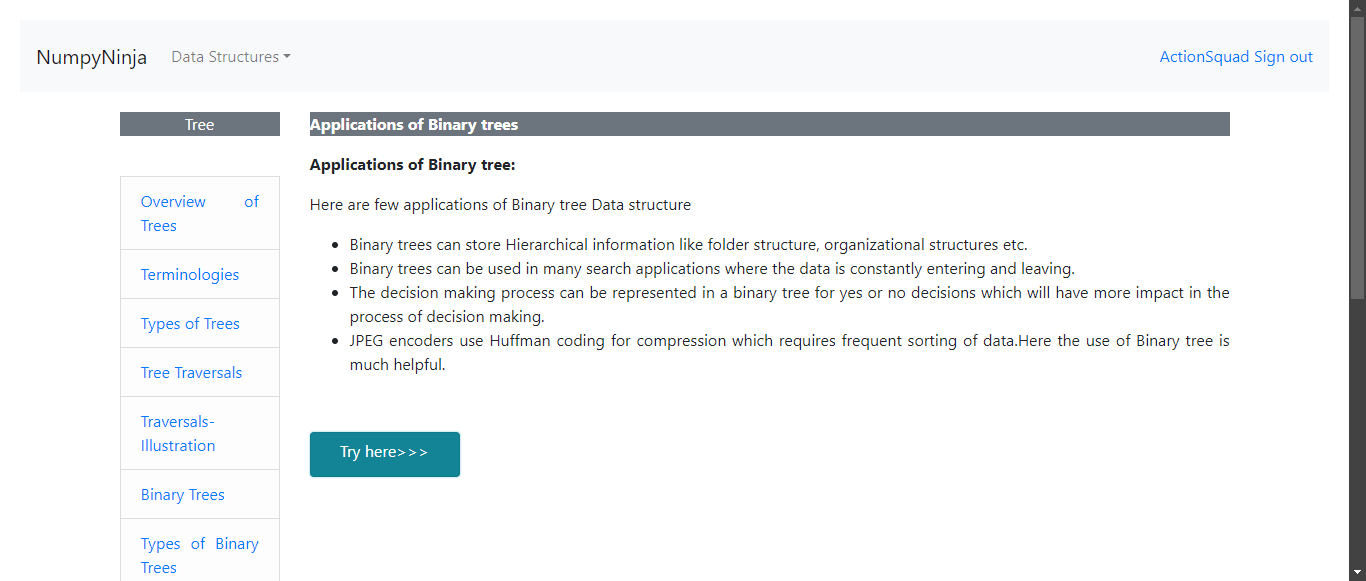 NumpyNinja
Data Structures
ActionSquad Sign out
Tree
Overview of
Trees
Terminologies
Types of Trees
Tree Traversals
Traversals-
Illustration
Binary Trees
Types of Binary
Trees
Applications of Binary trees
Applications of Binary tree:
Here are few applications of Binary tree Data structure
Binary trees can store Hierarchical information like folder structure, organizational structures etc.
Binary trees can be used in many search applications where the data is constantly entering and leaving.
The decision making process can be represented in a binary tree for yes or no decisions which will have more impact in the
process of decision making.
JPEG encoders use Huffman coding for compression which requires frequent sorting of data.Here the use of Binary tree is
much helpful.
Try here>>>